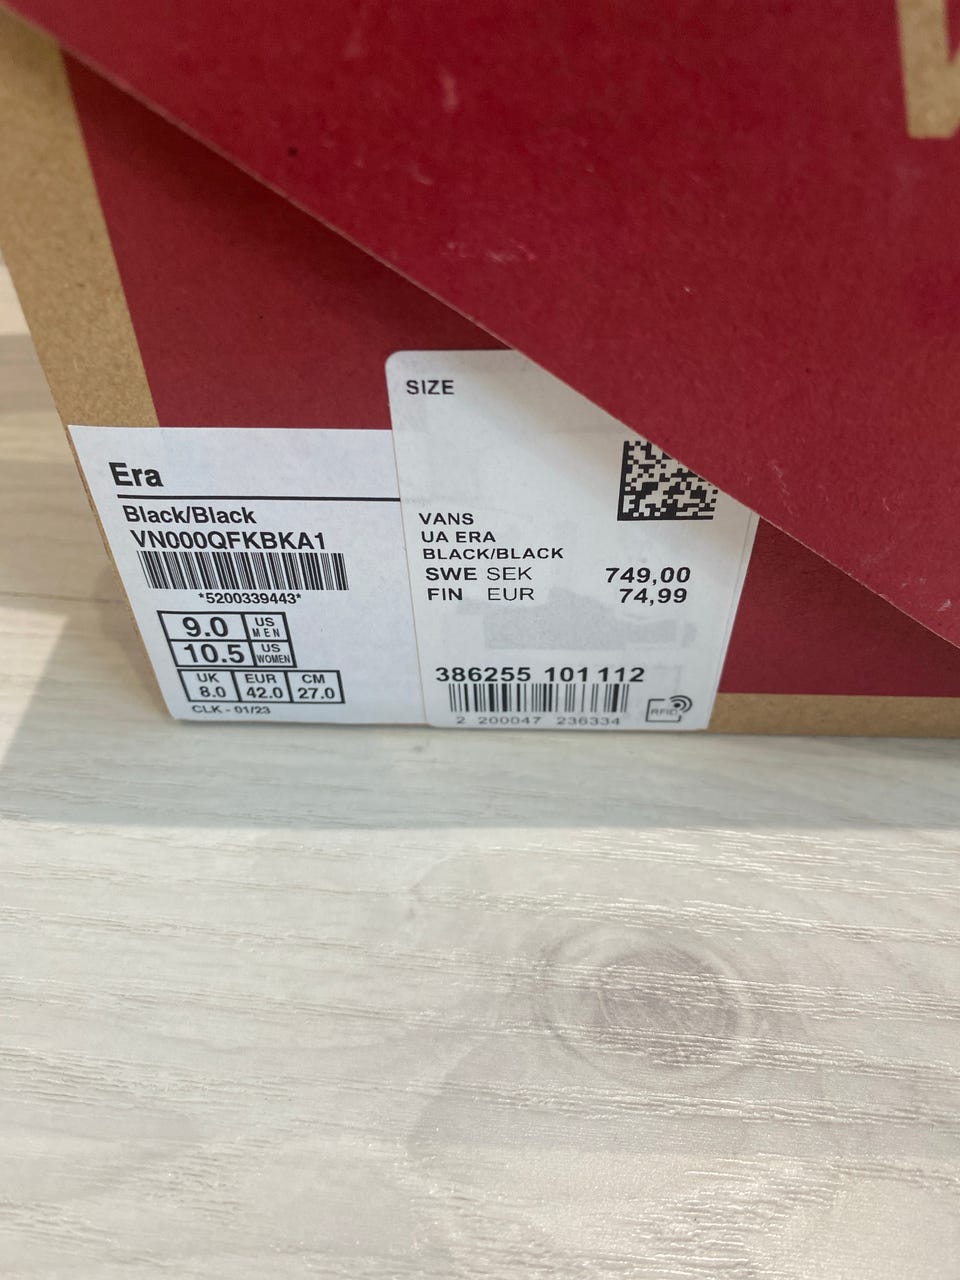 Era
Black/Black
VN000QFKBKA1
*5200339443*
9.0 US MEN
10.5 US WOMEN
UK EUR CM
8.0 42.0 27.0
CLK - 01/23
SIZE
VANS
UA ERA
BLACK/BLACK
SWE SEK 749,00
FIN EUR 74,99
386255 101 112
2 200047 236334
RFID